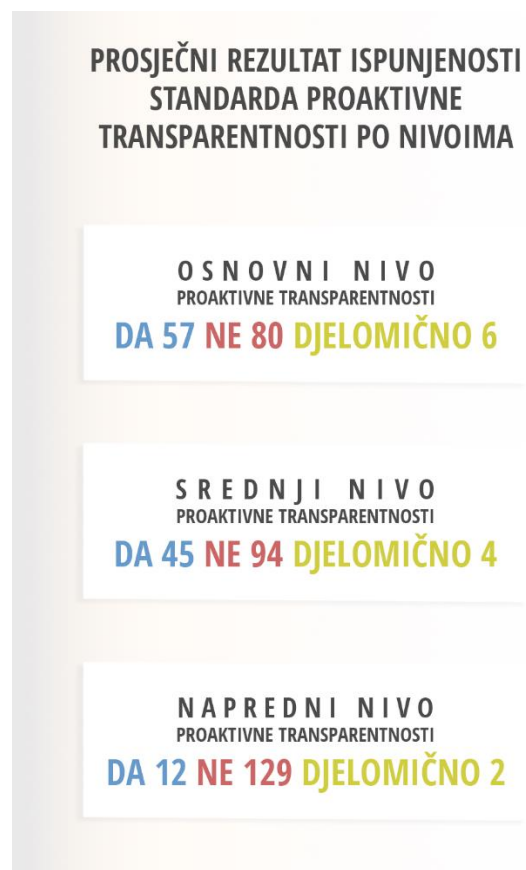 PROSJEČNI REZULTAT ISPUNJENOSTI
STANDARDA PROAKTIVNE
TRANSPARENTNOSTI PO NIVOIMA
OSNOVNI NIVO
PROAKTIVNE TRANSPARENTNOSTI
DA 57 NE 80 DJELOMIČNO 6
SREDNJI NIVO
PROAKTIVNE TRANSPARENTNOSTI
DA 45 NE 94 DJELOMIČNO 4
NAPREDNI NIVO
PROAKTIVNE TRANSPARENTNOSTI
DA 12 NE 129 DJELOMIČNO 2